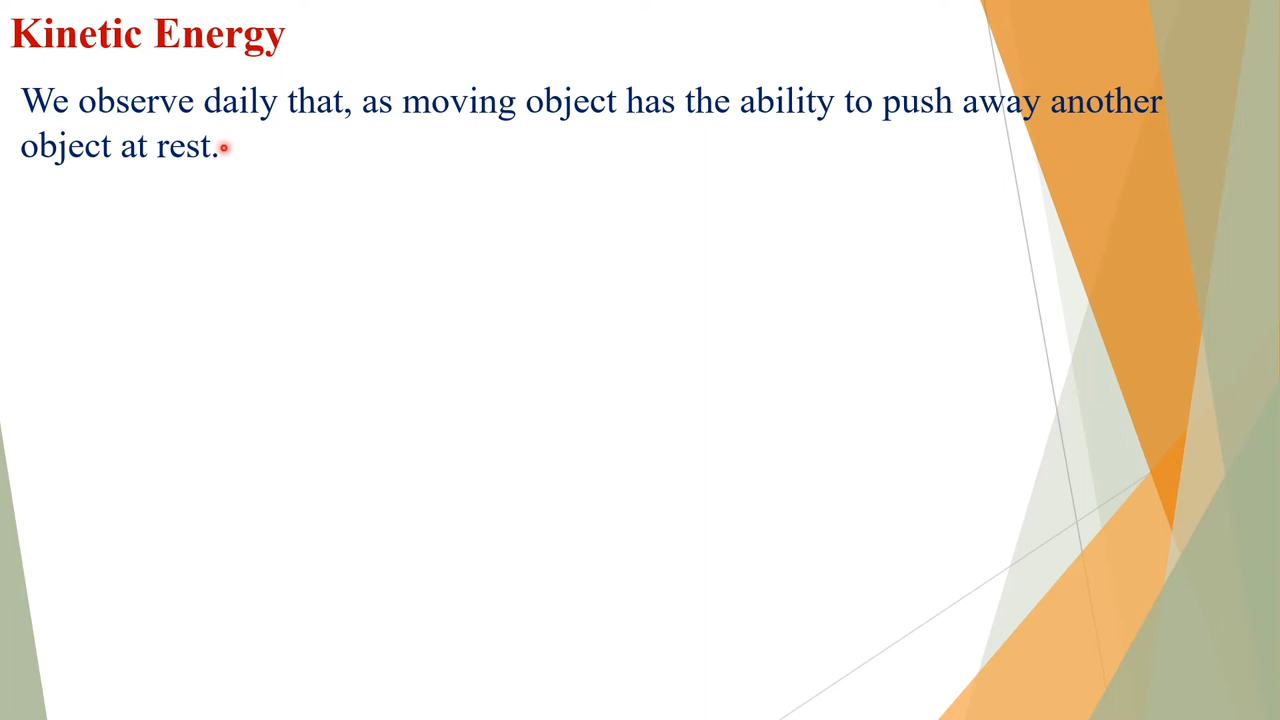 Kinetic Energy
We observe daily that, as moving object has the ability to push away another
object at rest.